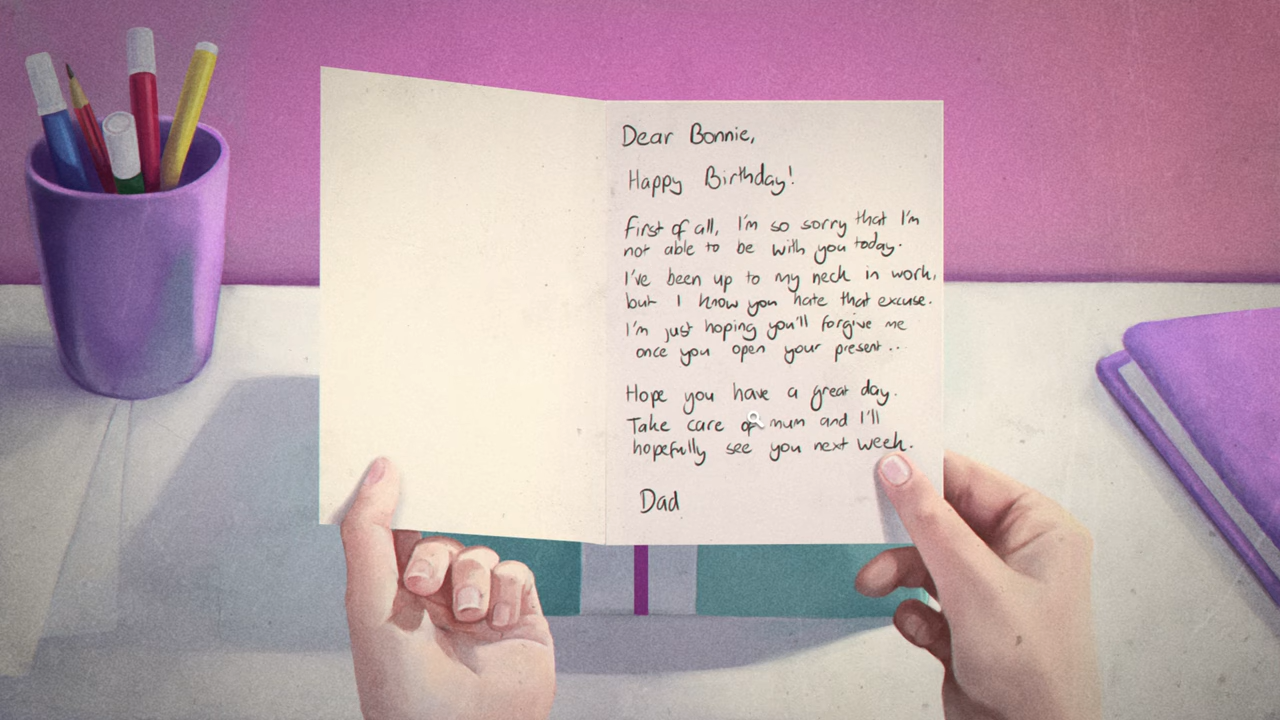 Dear Bonnie,
Happy Birthday!
First of all, I'm so sorry that I'm
not able to be with you today.
I've been up to my neck in work,
but I know you hate that excuse.
I'm just hoping you'll forgive me
once you open your present...
Hope you have a great day.
Take care of mum and I'll
hopefully see you next week.
Dad